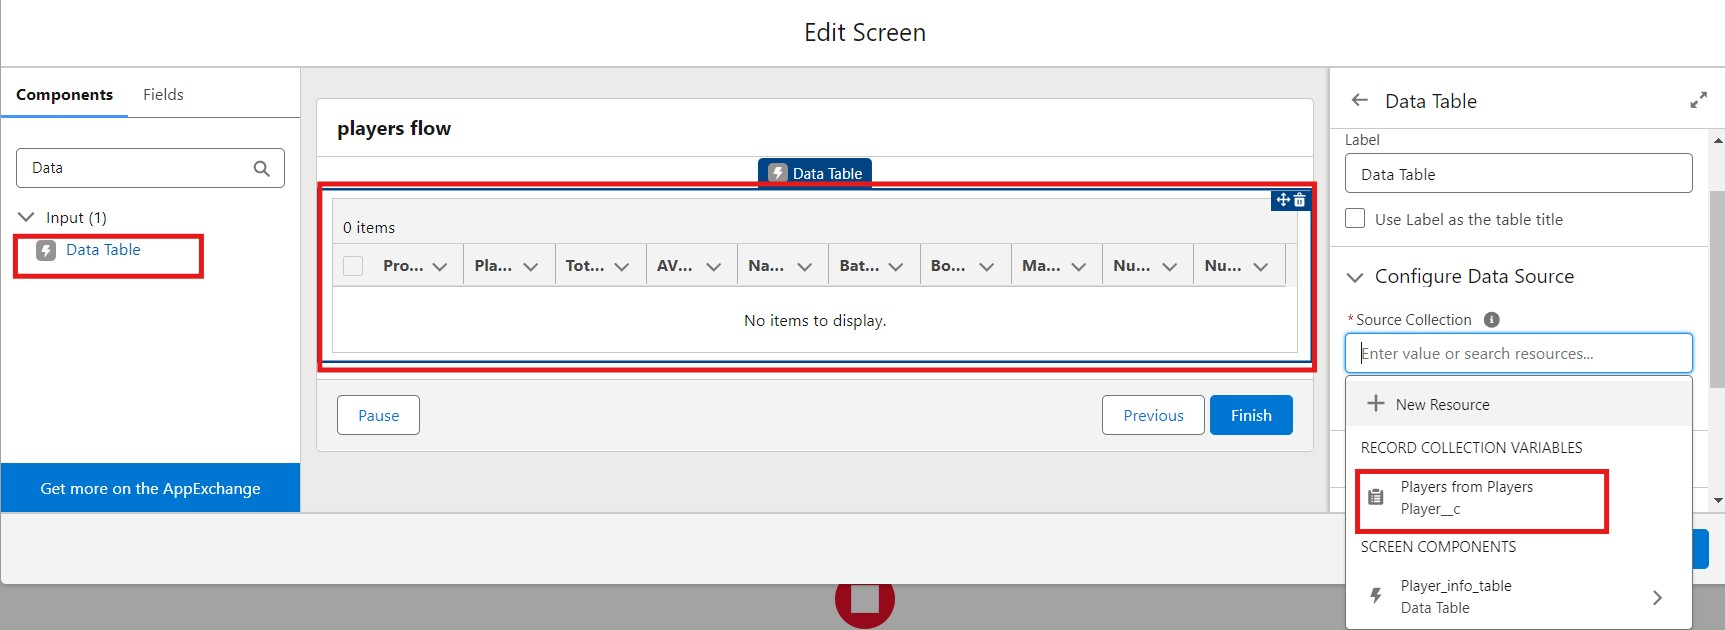 Edit Screen
Components
Fields
Data
Input (1)
Data Table
Get more on the AppExchange
players flow
Data Table
0 items
Pro... Pla... Tot... AV... Na... Bat... Bo... Ma... Nu... Nu...
No items to display.
Pause
Previous
Finish
Data Table
Label
Data Table
Use Label as the table title
Configure Data Source
*Source Collection
Enter value or search resources...
New Resource
RECORD COLLECTION VARIABLES
Players from Players
Player__c
SCREEN COMPONENTS
Player_info_table
Data Table